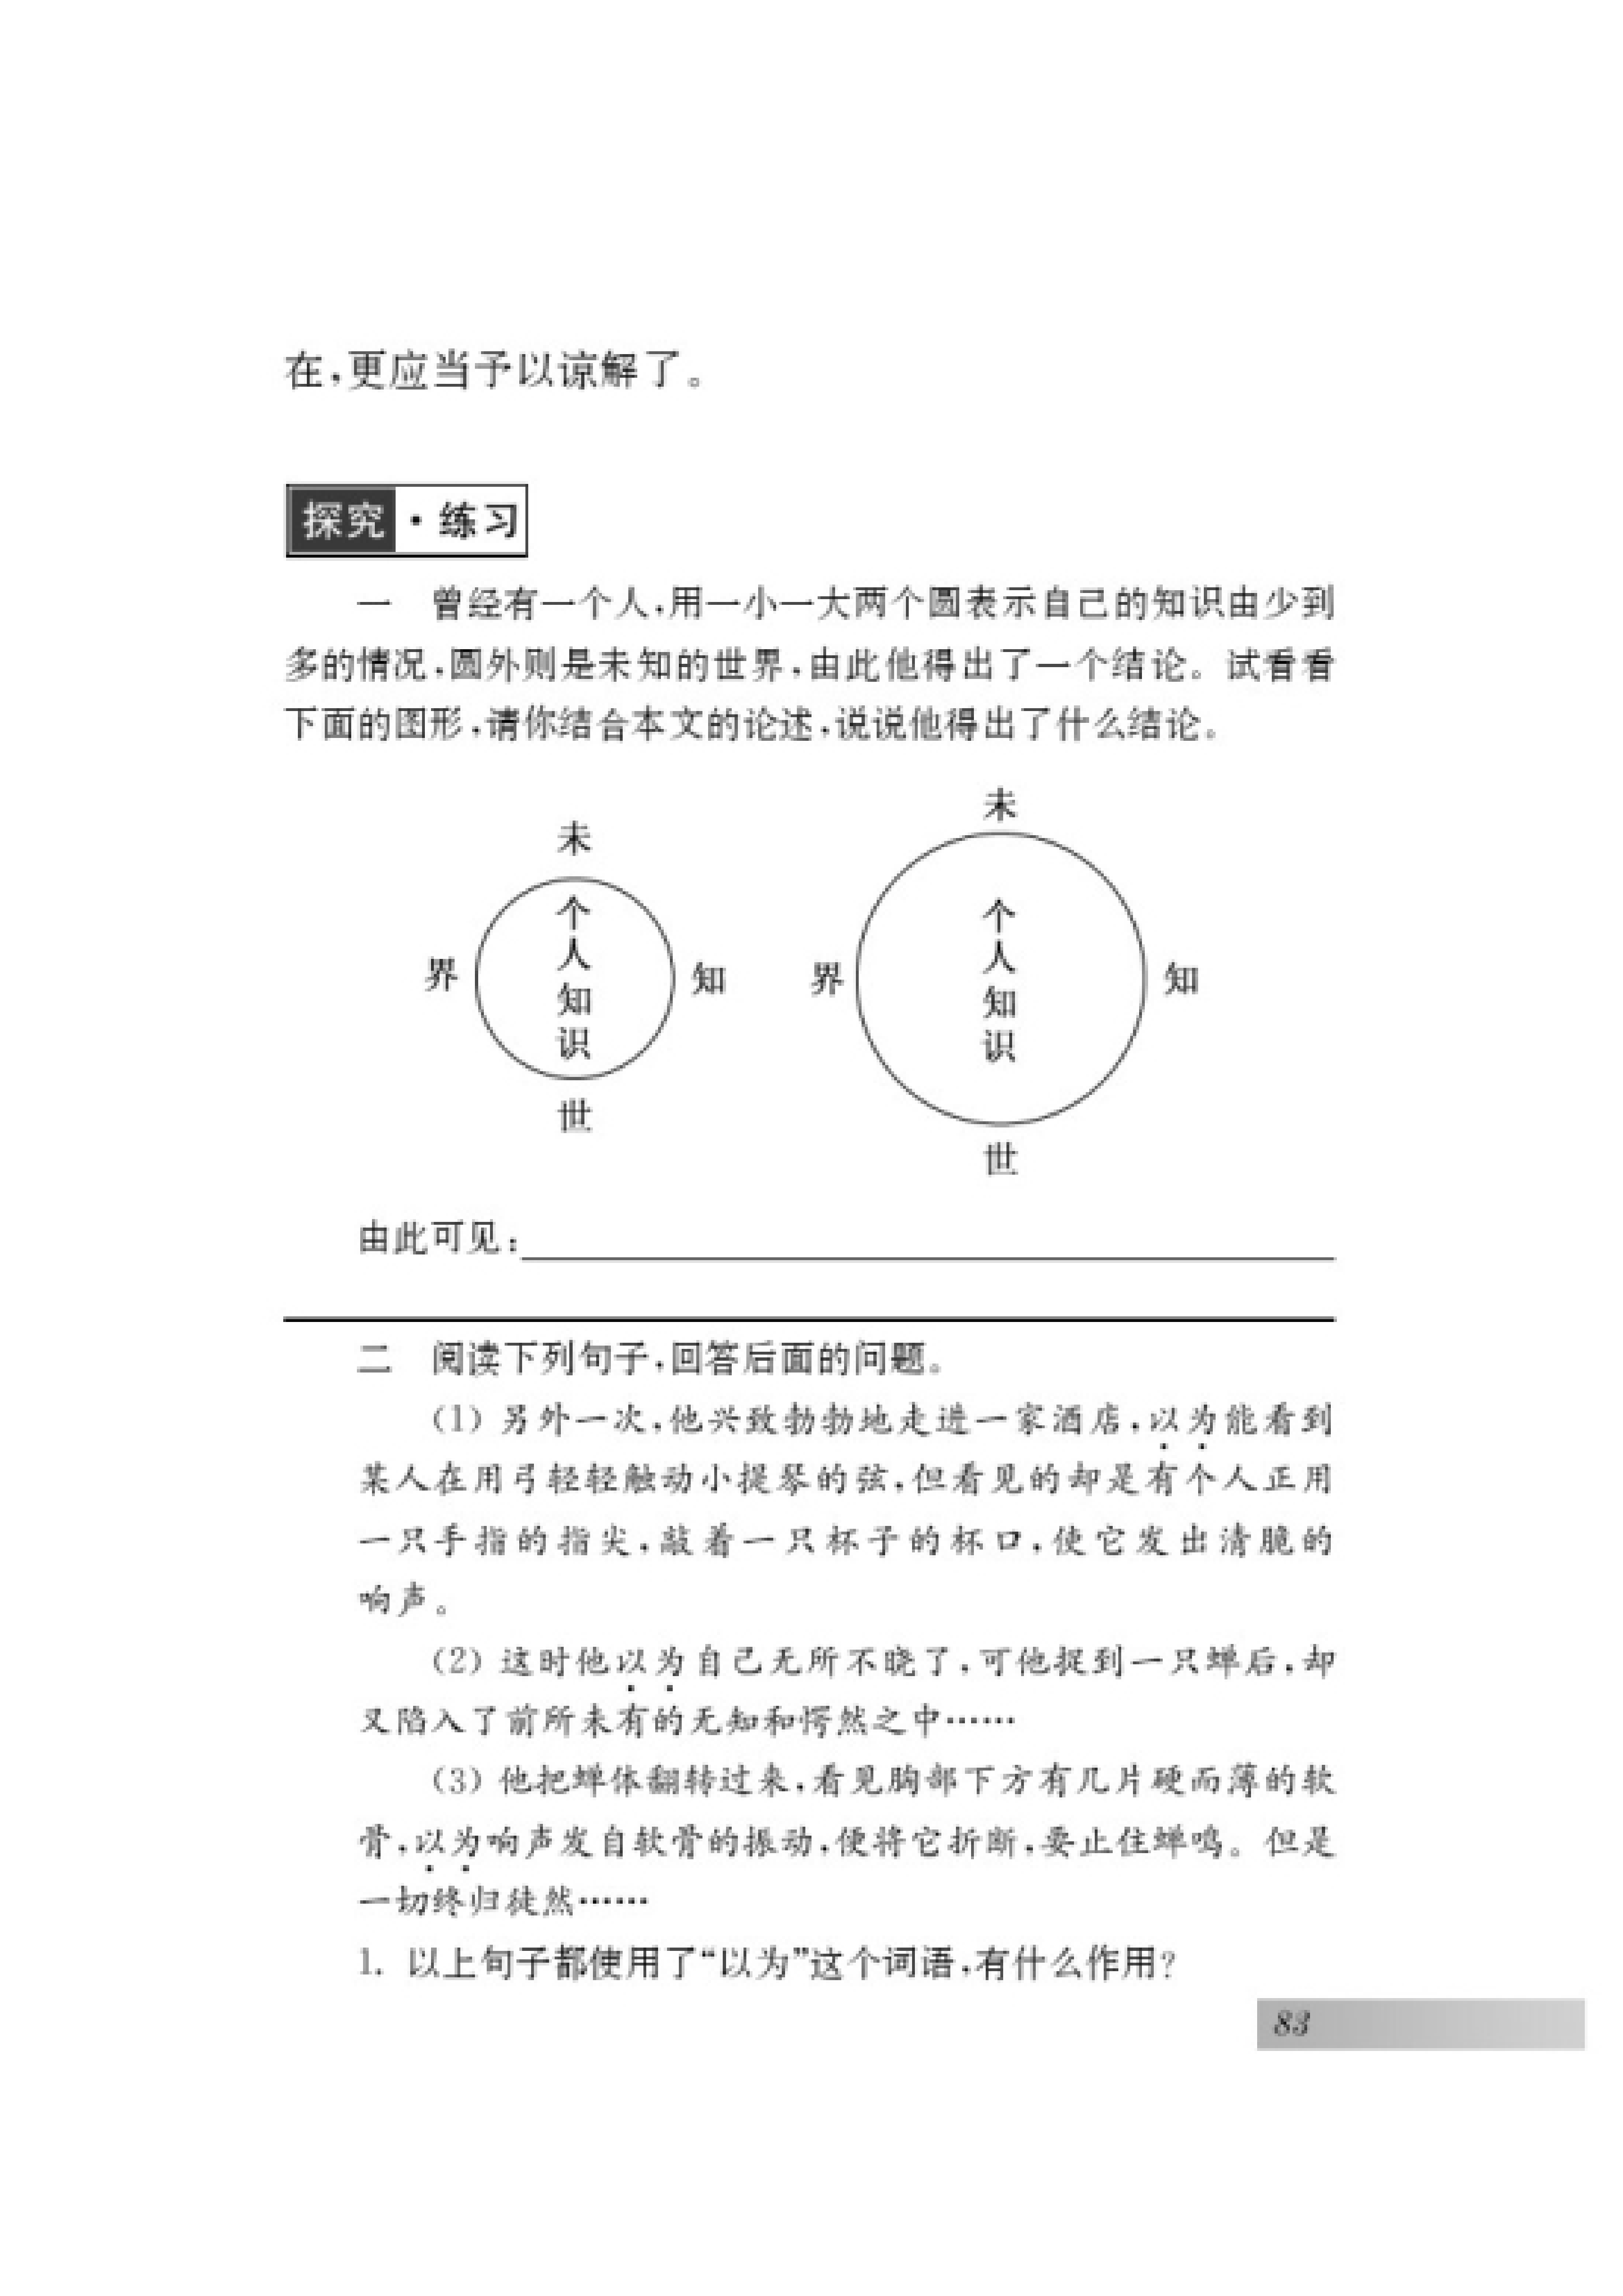 在，更应当予以谅解了。
探究·练习
一　曾经有一个人，用一小一大两个圆表示自己的知识由少到
多的情况，圆外则是未知的世界，由此他得出了一个结论。试看看
下面的图形，请你结合本文的论述，说说他得出了什么结论。
未
个人知识
界
知
世
未
个人知识
界
知
世
由此可见：
二　阅读下列句子，回答后面的问题。
（1）另外一次，他兴致勃勃地走进一家酒店，以为能看到
某人在用弓轻轻触动小提琴的弦，但看见的却是有个人正用
一只手指的指尖，敲着一只杯子的杯口，使它发出清脆的
响声。
（2）这时他以为自己无所不晓了，可他捉到一只蝉后，却
又陷入了前所未有的无知和愕然之中……
（3）他把蝉体翻转过来，看见胸部下方有几片硬而薄的软
骨，以为响声发自软骨的振动，便将它折断，要止住蝉鸣。但是
一切终归徒然……
1. 以上句子都使用了“以为”这个词语，有什么作用？
83